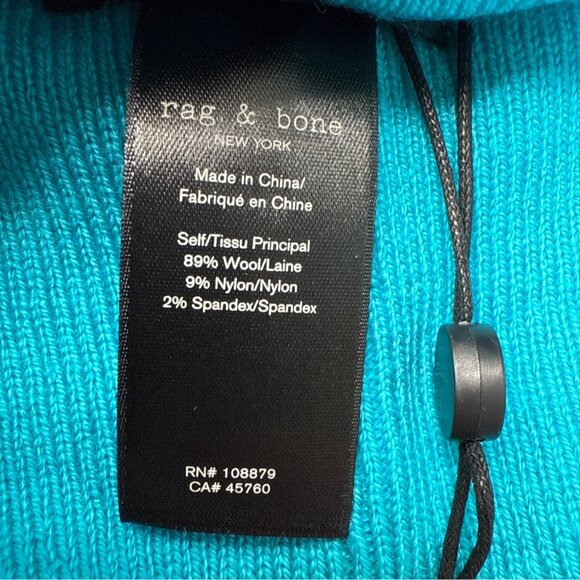 rag & bone
NEW YORK
Made in China/
Fabriqué en Chine
Self/Tissu Principal
89% Wool/Laine
9% Nylon/Nylon
2% Spandex/Spandex
RN# 108879
CA# 45760